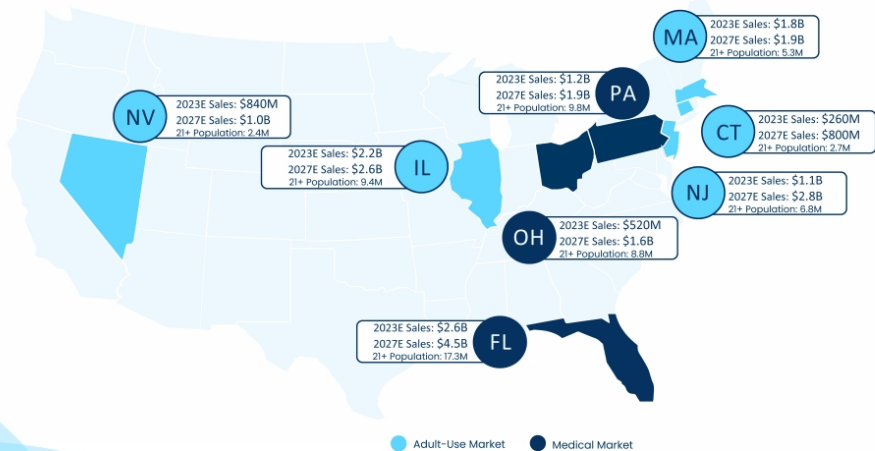 MA
2023E Sales: $1.8B
2027E Sales: $1.9B
21+ Population: 5.3M
PA
2023E Sales: $1.2B
2027E Sales: $1.9B
21+ Population: 9.8M
NV
2023E Sales: $840M
2027E Sales: $1.0B
21+ Population: 2.4M
CT
2023E Sales: $260M
2027E Sales: $800M
21+ Population: 2.7M
IL
2023E Sales: $2.2B
2027E Sales: $2.6B
21+ Population: 9.4M
NJ
2023E Sales: $1.1B
2027E Sales: $2.8B
21+ Population: 6.8M
OH
2023E Sales: $520M
2027E Sales: $1.6B
21+ Population: 8.8M
FL
2023E Sales: $2.6B
2027E Sales: $4.5B
21+ Population: 17.3M
Adult-Use Market
Medical Market